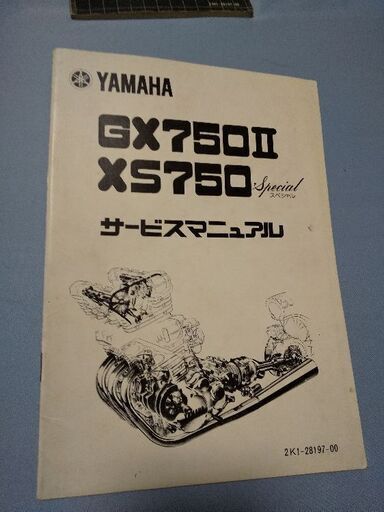 YAMAHA
GX750II
XS750 Special
スペシャル
サービスマニュアル
2K1-28197-00